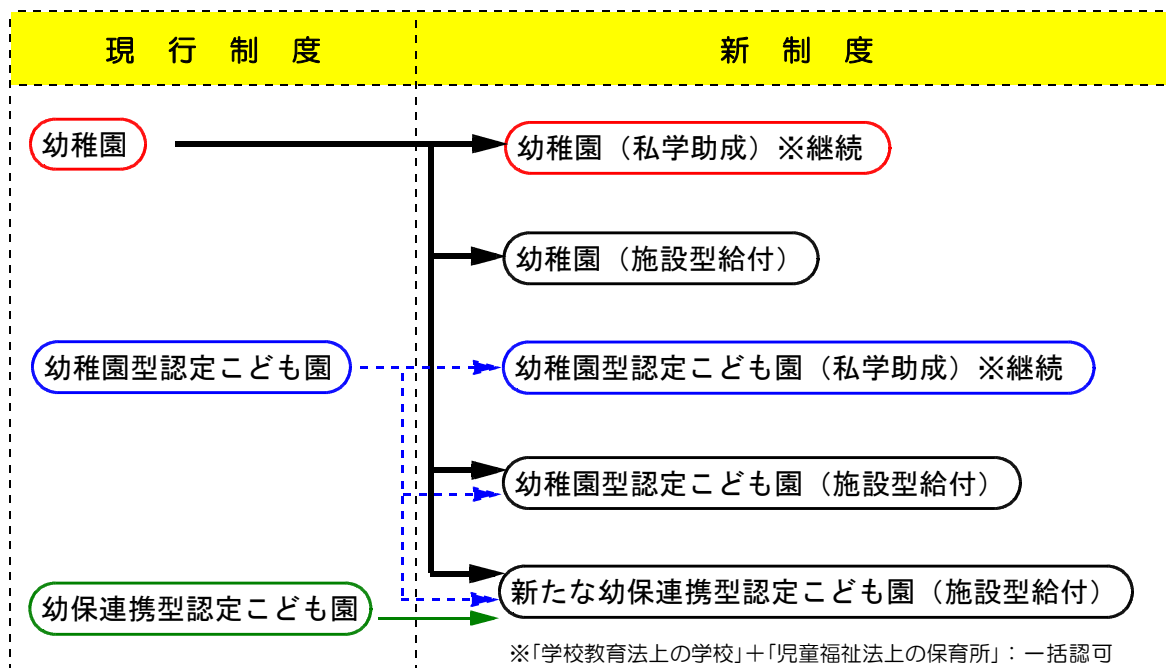 現行制度
新制度
幼稚園
幼稚園（私学助成）※継続
幼稚園（施設型給付）
幼稚園型認定こども園
幼稚園型認定こども園（私学助成）※継続
幼稚園型認定こども園（施設型給付）
幼保連携型認定こども園
新たな幼保連携型認定こども園（施設型給付）
※｢学校教育法上の学校｣＋｢児童福祉法上の保育所｣：一括認可